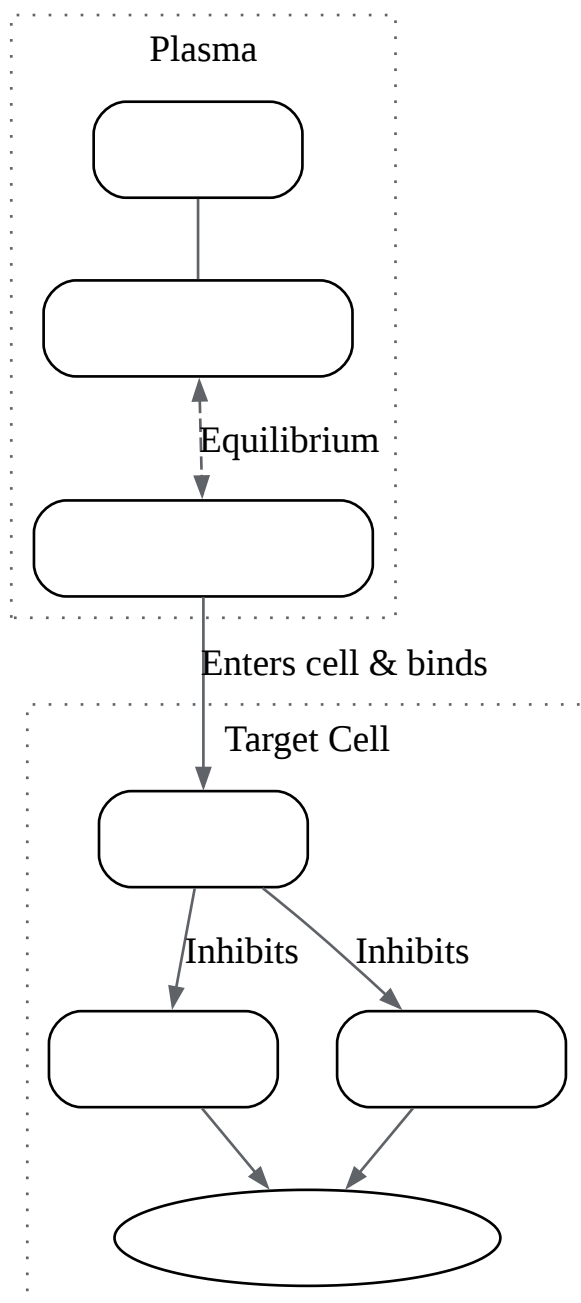 Plasma
Equilibrium
Enters cell & binds
Target Cell
Inhibits
Inhibits